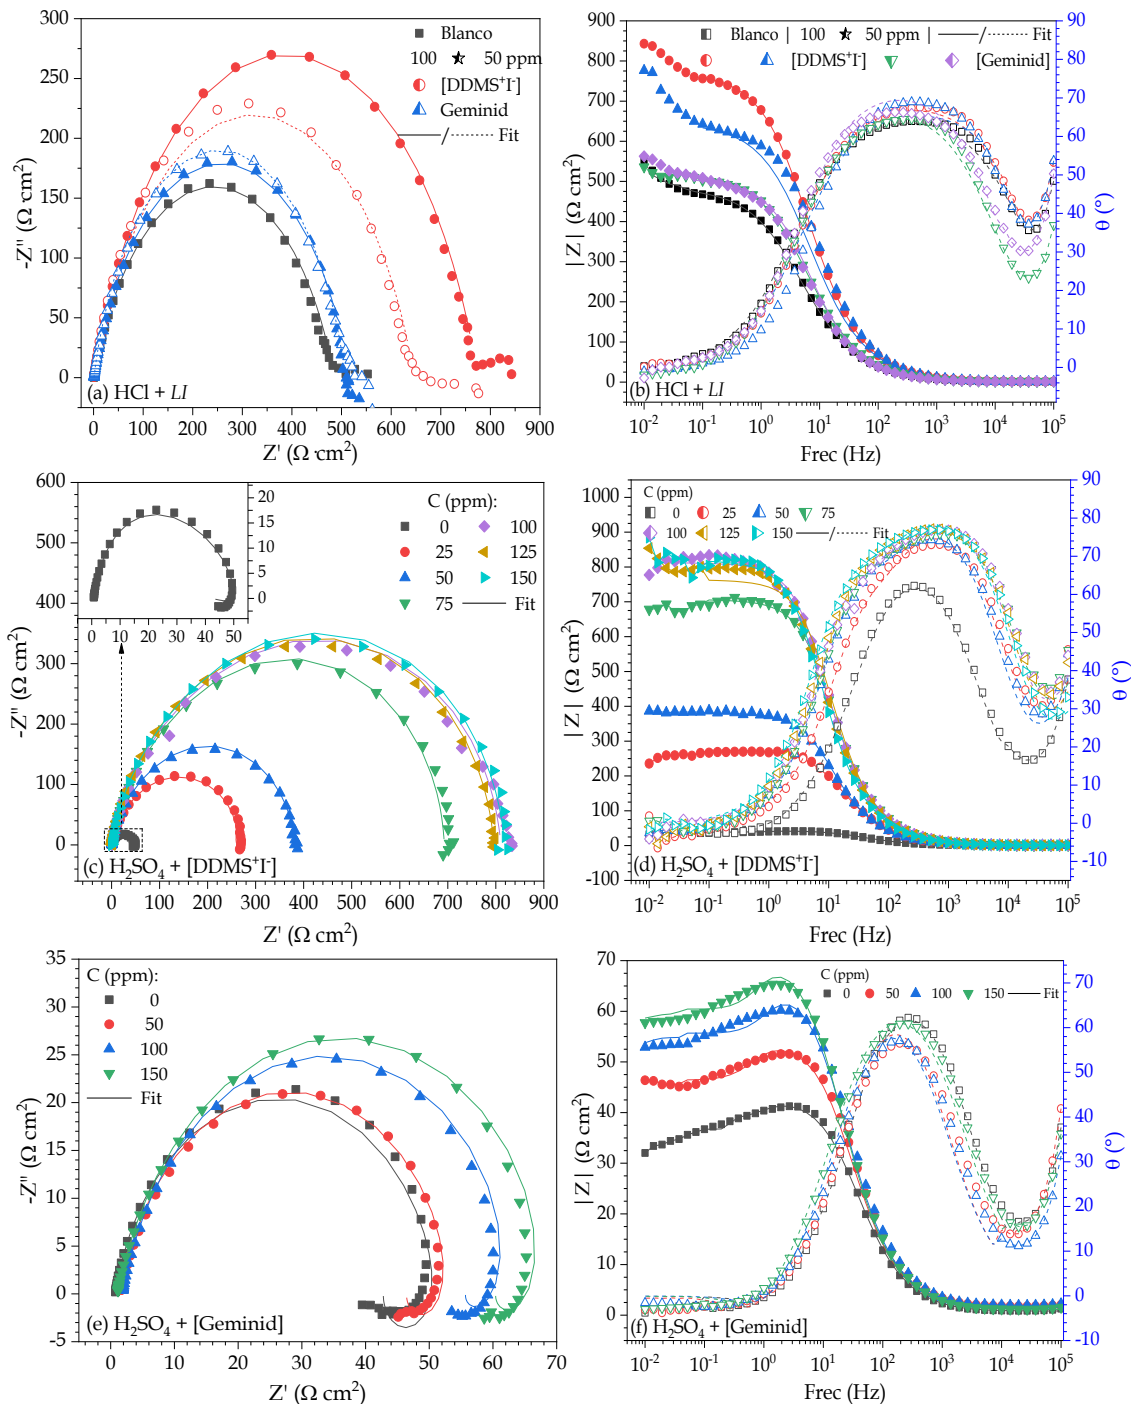 Blanco
100 50 ppm
[DDMS⁺I⁻]
Geminid
/ Fit
-Z'' (Ω cm²)
300
250
200
150
100
50
0
(a) HCl + LI
0 100 200 300 400 500 600 700 800 900
Z' (Ω cm²)
Blanco | 100 50 ppm | / Fit
[DDMS⁺I⁻] [Geminid]
|Z| (Ω cm²)
900
800
700
600
500
400
300
200
100
0
θ (°)
90
80
70
60
50
40
30
20
10
0
-10
(b) HCl + LI
10⁻² 10⁻¹ 10⁰ 10¹ 10² 10³ 10⁴ 10⁵
Frec (Hz)
-Z'' (Ω cm²)
600
500
400
300
200
100
0
20
15
10
5
0
0 10 20 30 40 50
C (ppm):
0 100
25 125
50 150
75 Fit
(c) H₂SO₄ + [DDMS⁺I⁻]
0 100 200 300 400 500 600 700 800 900
Z' (Ω cm²)
C (ppm)
0 25 50 75
100 125 150 / Fit
|Z| (Ω cm²)
1000
900
800
700
600
500
400
300
200
100
0
-100
θ (°)
90
80
70
60
50
40
30
20
10
0
-10
(d) H₂SO₄ + [DDMS⁺I⁻]
10⁻² 10⁻¹ 10⁰ 10¹ 10² 10³ 10⁴ 10⁵
Frec (Hz)
-Z'' (Ω cm²)
35
30
25
20
15
10
5
0
-5
C (ppm):
0
50
100
150
Fit
(e) H₂SO₄ + [Geminid]
0 10 20 30 40 50 60 70
Z' (Ω cm²)
C (ppm)
0 50 100 150 Fit
|Z| (Ω cm²)
70
60
50
40
30
20
10
0
θ (°)
70
60
50
40
30
20
10
0
-10
(f) H₂SO₄ + [Geminid]
10⁻² 10⁻¹ 10⁰ 10¹ 10² 10³ 10⁴ 10⁵
Frec (Hz)